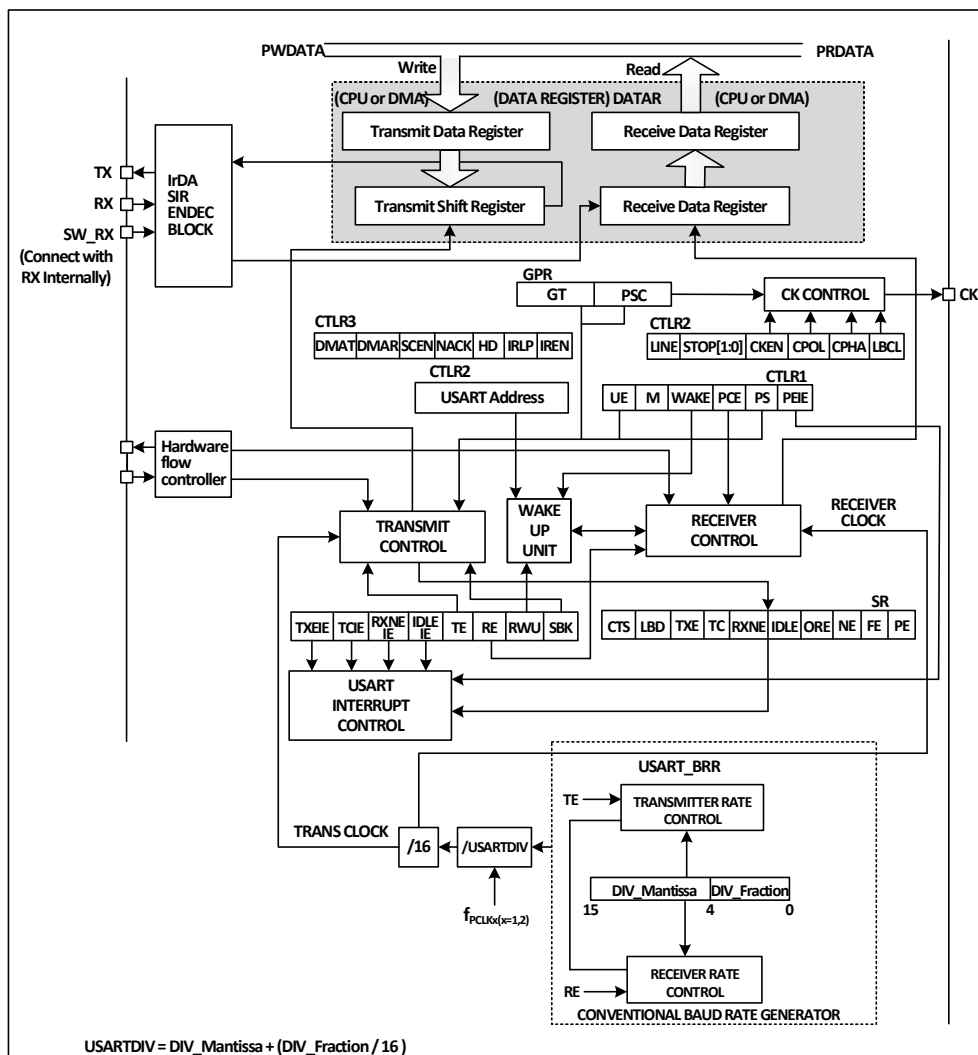 PWDATA
PRDATA
Write
Read
(CPU or DMA)
(DATA REGISTER) DATAR
(CPU or DMA)
Transmit Data Register
Receive Data Register
TX
RX
SW_RX
(Connect with
RX Internally)
IrDA
SIR
ENDEC
BLOCK
Transmit Shift Register
Receive Data Register
GPR
GT
PSC
CK CONTROL
CK
CTLR3
DMAT DMAR SCEN NACK HD IRLP IREN
CTLR2
LINE STOP[1:0] CKEN CPOL CPHA LBCL
CTLR2
USART Address
CTLR1
UE M WAKE PCE PS PEIE
Hardware
flow
controller
TRANSMIT
CONTROL
WAKE
UP
UNIT
RECEIVER
CONTROL
RECEIVER
CLOCK
TXEIE TCIE RXNE
IE IDLE
IE TE RE RWU SBK
SR
CTS LBD TXE TC RXNE IDLE ORE NE FE PE
USART
INTERRUPT
CONTROL
USART_BRR
TE
TRANSMITTER RATE
CONTROL
TRANS CLOCK
/16
/USARTDIV
fPCLKx(x=1,2)
DIV_Mantissa DIV_Fraction
15 4 0
RE
RECEIVER RATE
CONTROL
CONVENTIONAL BAUD RATE GENERATOR
USARTDIV = DIV_Mantissa + (DIV_Fraction / 16 )